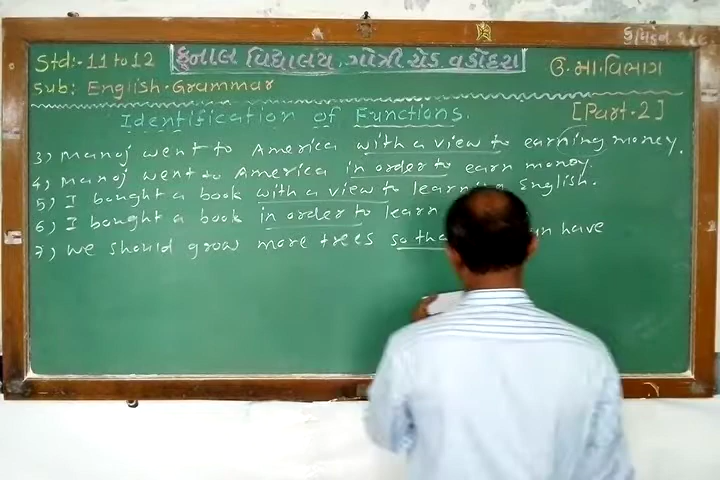 Std:- 11 to 12
કુનાલ વિદ્યાલય, ગોત્રી રોડ વડોદરા
ઉ.મા.વિભાગ
Sub: English.Grammar
Identification of Functions.
[Part.2]
3) Manoj went to America with a view to earning money.
4) Manoj went to America in order to earn money.
5) I bought a book with a view to learning English.
6) I bought a book in order to learn
7) We should grow more trees so have